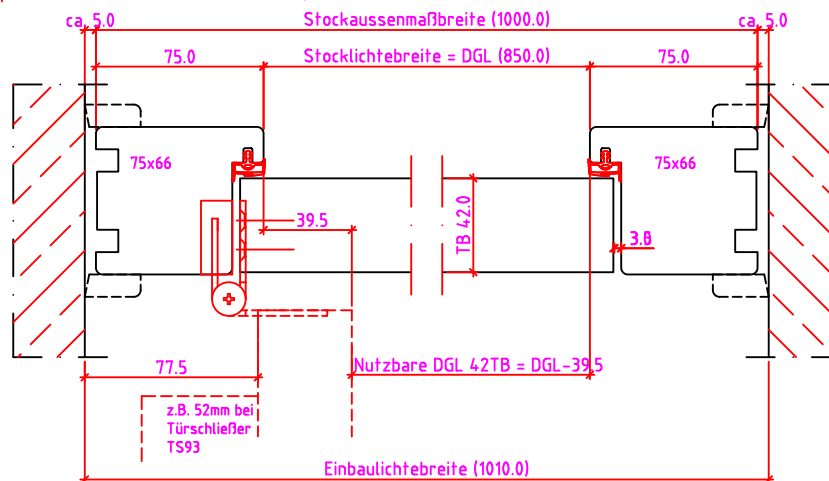 ca. 5.0
Stockaussenmaßbreite (1000.0)
ca. 5.0
75.0
Stocklichtebreite = DGL (850.0)
75.0
75x66
75x66
39.5
TB 42.0
Nutzbare DGL 42TB = DGL-39,5
77.5
z.B. 52mm bei
Türschließer
TS93
Einbaulichtebreite (1010.0)